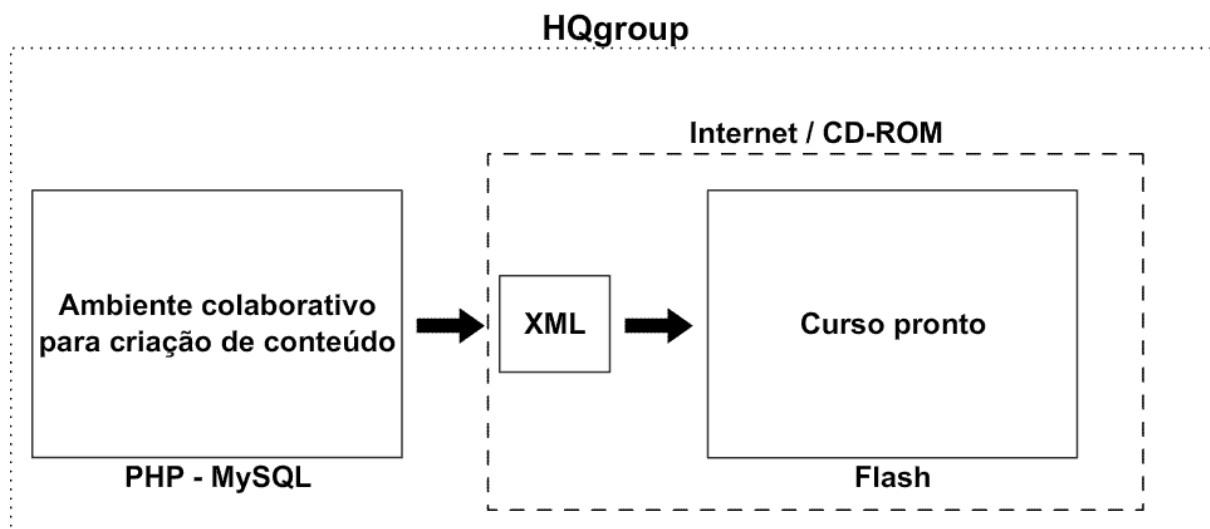 HQgroup
Internet / CD-ROM
Ambiente colaborativo
para criação de conteúdo
XML
Curso pronto
PHP - MySQL
Flash